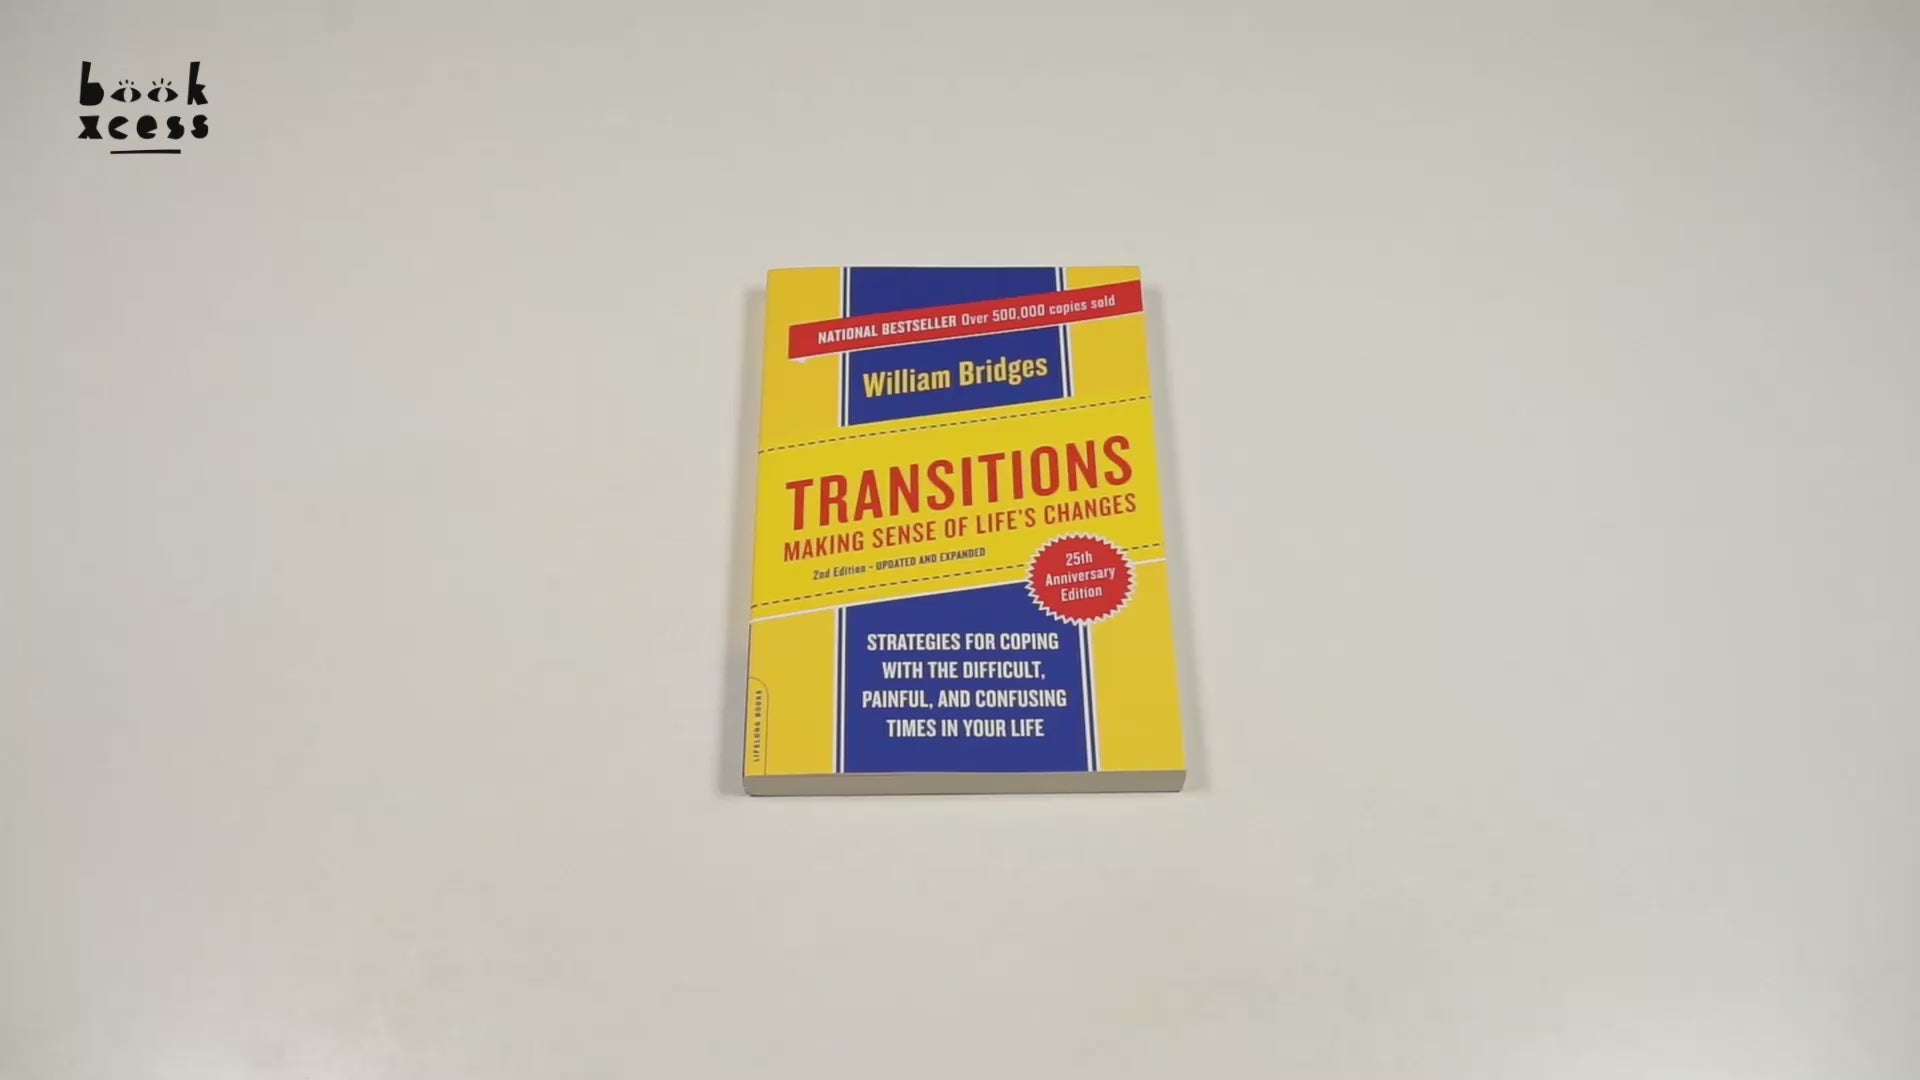 book
xcess
NATIONAL BESTSELLER Over 500,000 copies sold
William Bridges
TRANSITIONS
MAKING SENSE OF LIFE'S CHANGES
2nd Edition - UPDATED AND EXPANDED
25th
Anniversary
Edition
STRATEGIES FOR COPING
WITH THE DIFFICULT,
PAINFUL, AND CONFUSING
TIMES IN YOUR LIFE
LIFELONG BOOKS